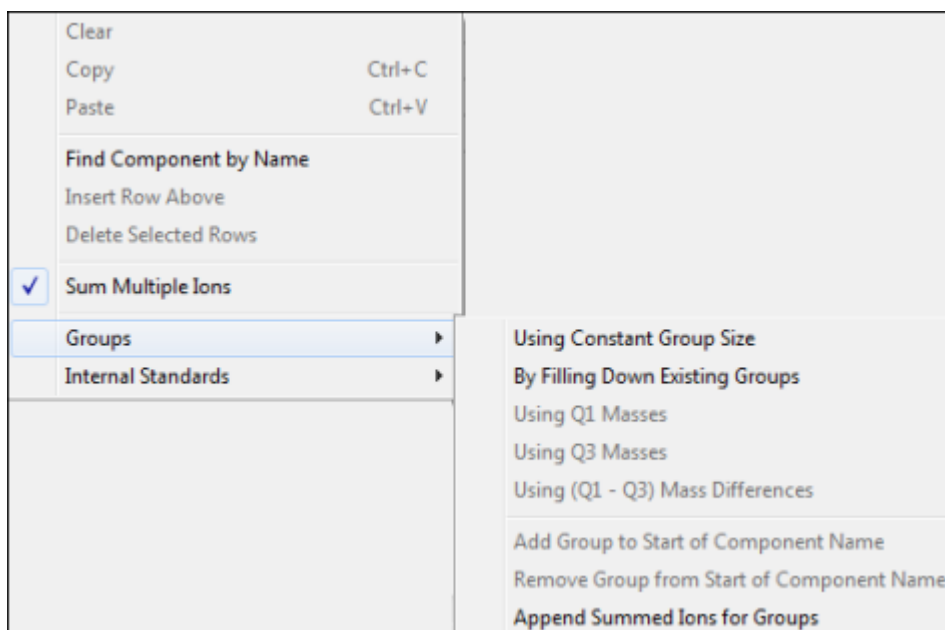 Clear
Copy Ctrl+C
Paste Ctrl+V
Find Component by Name
Insert Row Above
Delete Selected Rows
Sum Multiple Ions
Groups
Internal Standards
Using Constant Group Size
By Filling Down Existing Groups
Using Q1 Masses
Using Q3 Masses
Using (Q1 - Q3) Mass Differences
Add Group to Start of Component Name
Remove Group from Start of Component Name
Append Summed Ions for Groups